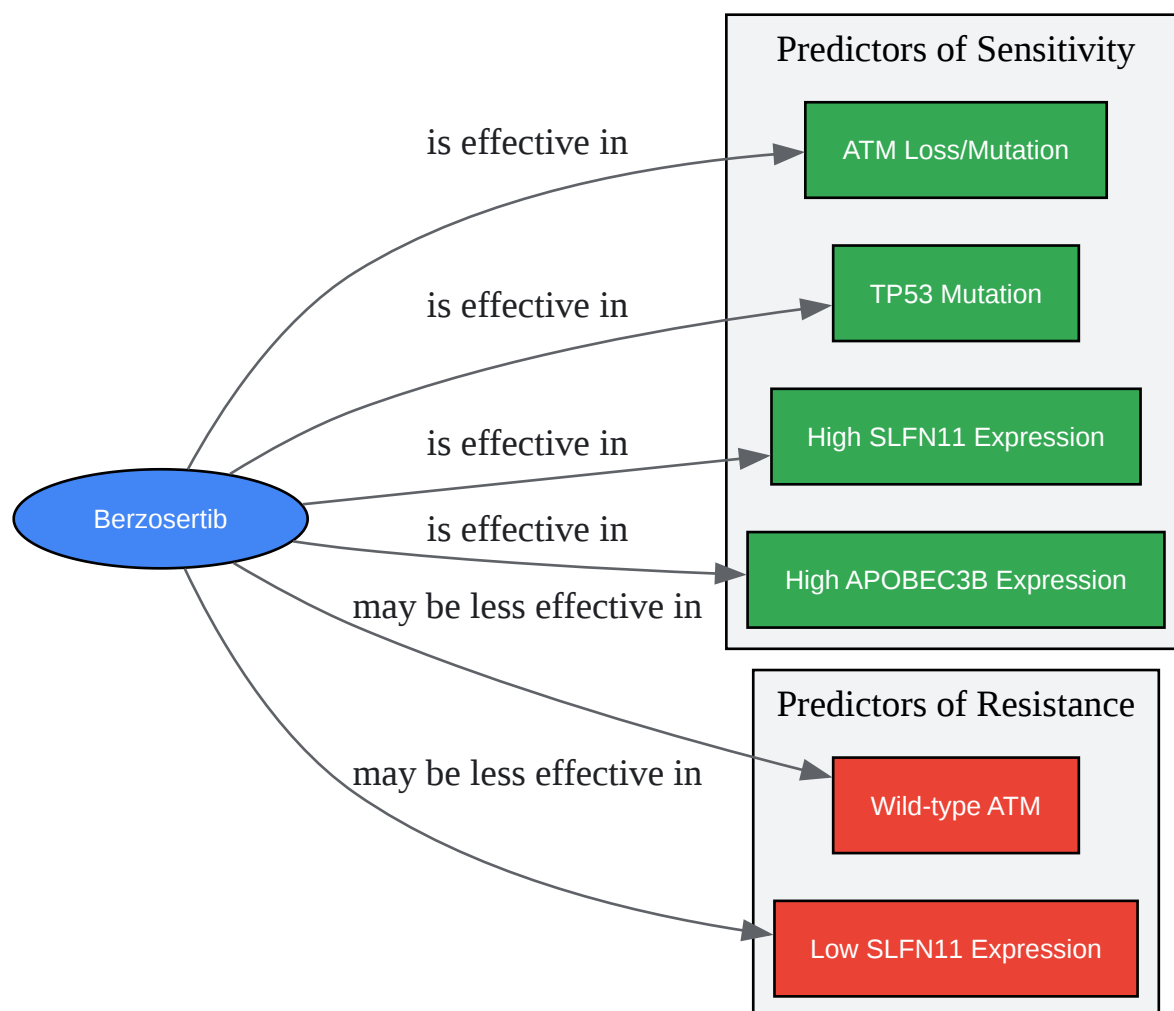 Predictors of Sensitivity
is effective in
ATM Loss/Mutation
is effective in
TP53 Mutation
is effective in
High SLFN11 Expression
Berzosertib
is effective in
High APOBEC3B Expression
may be less effective in
Predictors of Resistance
may be less effective in
Wild-type ATM
Low SLFN11 Expression